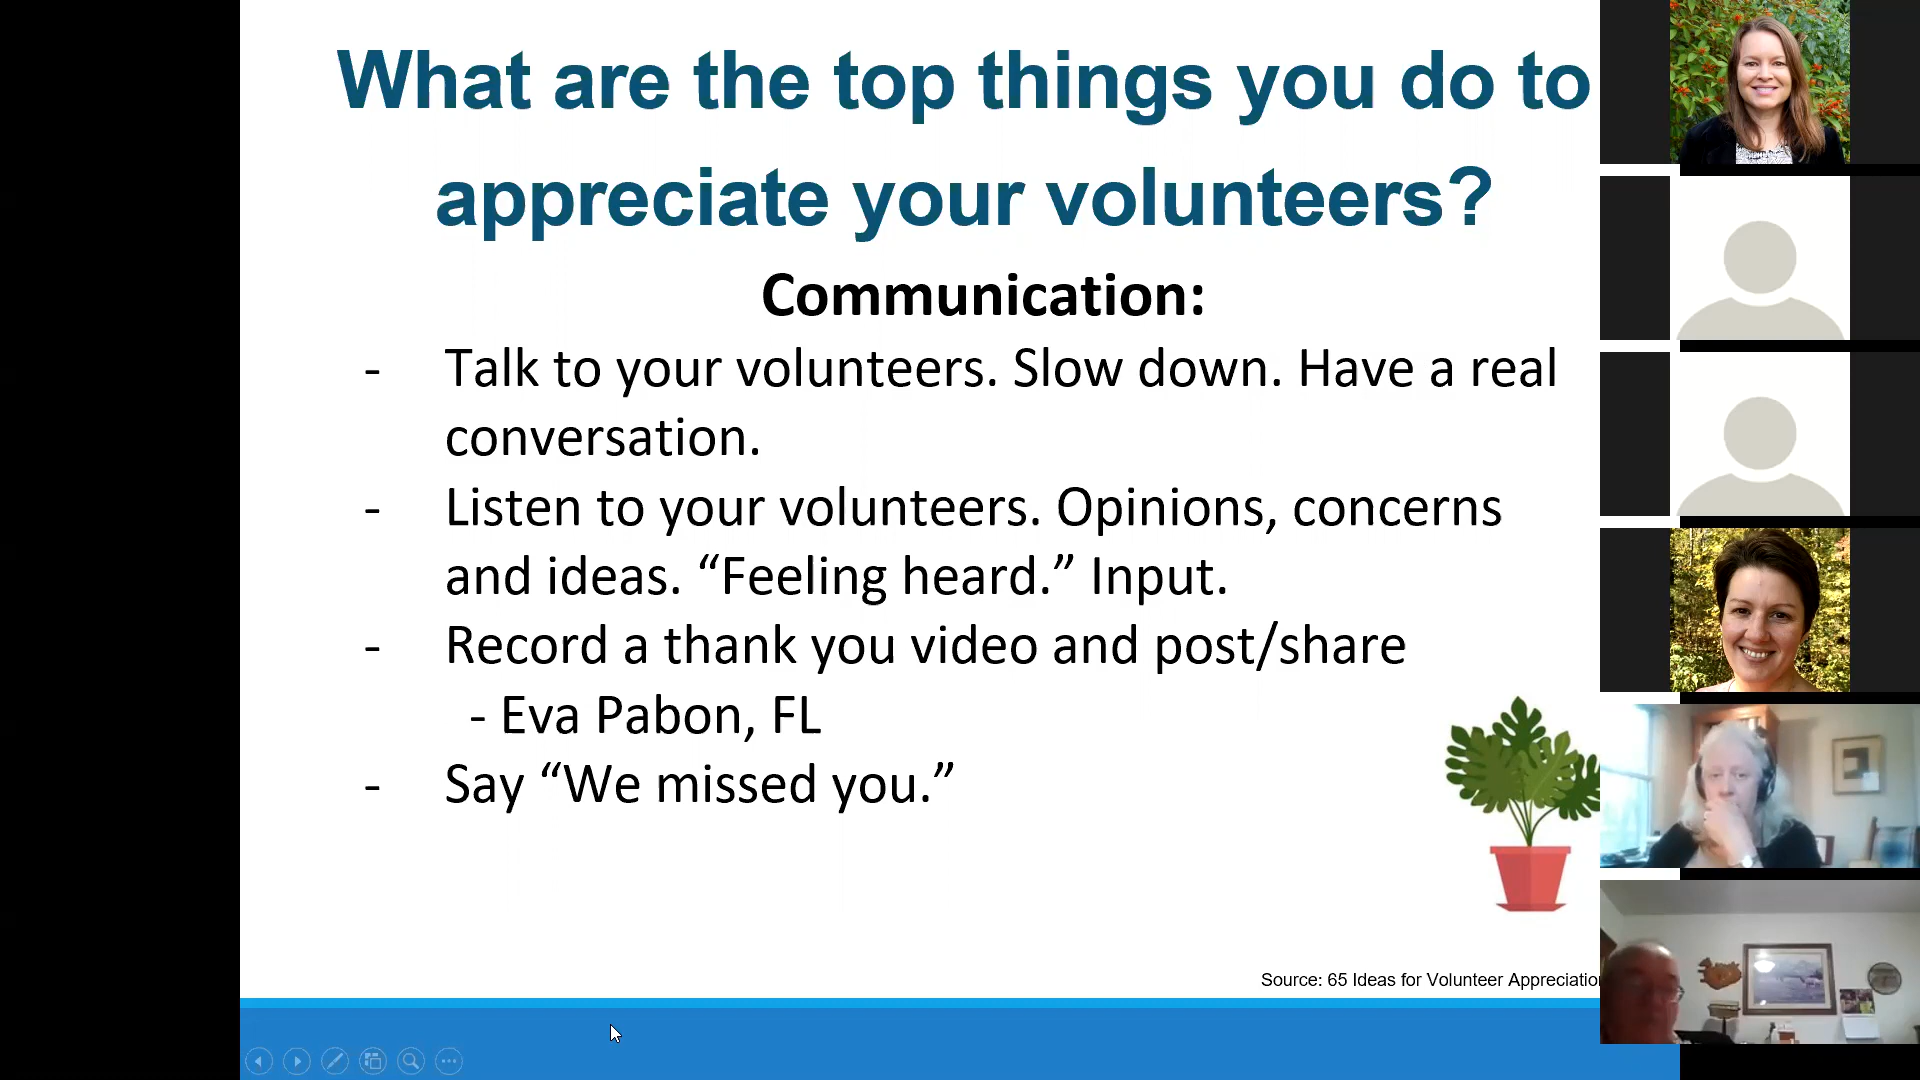 What are the top things you do to
appreciate your volunteers?
Communication:
- Talk to your volunteers. Slow down. Have a real
conversation.
- Listen to your volunteers. Opinions, concerns
and ideas. “Feeling heard.” Input.
- Record a thank you video and post/share
- Eva Pabon, FL
- Say “We missed you.”
Source: 65 Ideas for Volunteer Appreciation